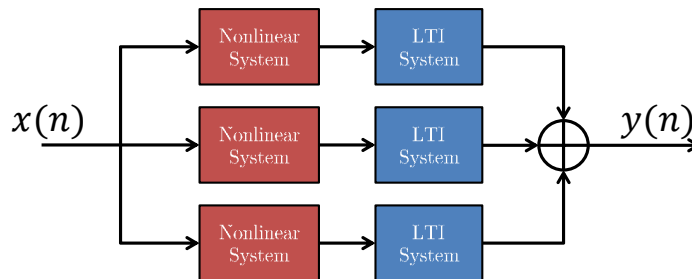 Nonlinear
System
LTI
System
x(n)
Nonlinear
System
LTI
System
y(n)
Nonlinear
System
LTI
System